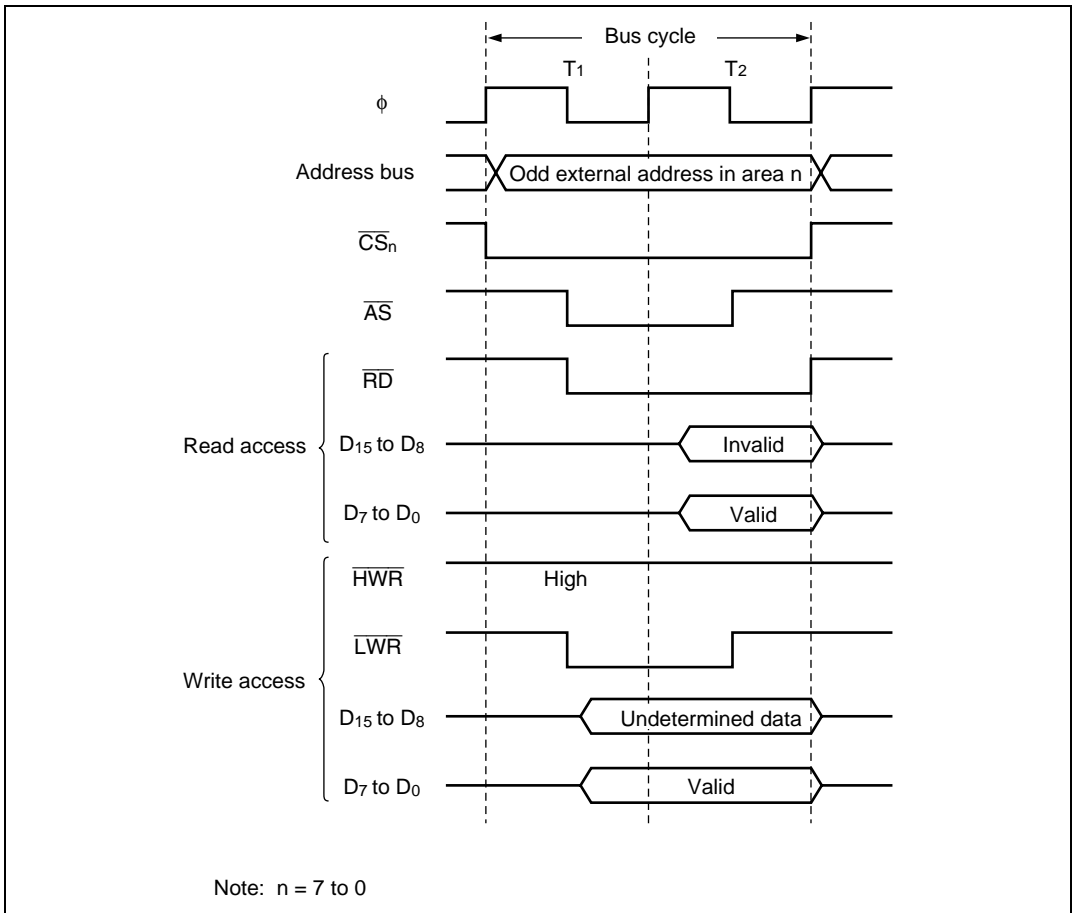 Bus cycle
T1 T2
ϕ
Address bus Odd external address in area n
CSn
AS
RD
Read access
D15 to D8 Invalid
D7 to D0 Valid
HWR High
LWR
Write access
D15 to D8 Undetermined data
D7 to D0 Valid
Note: n = 7 to 0